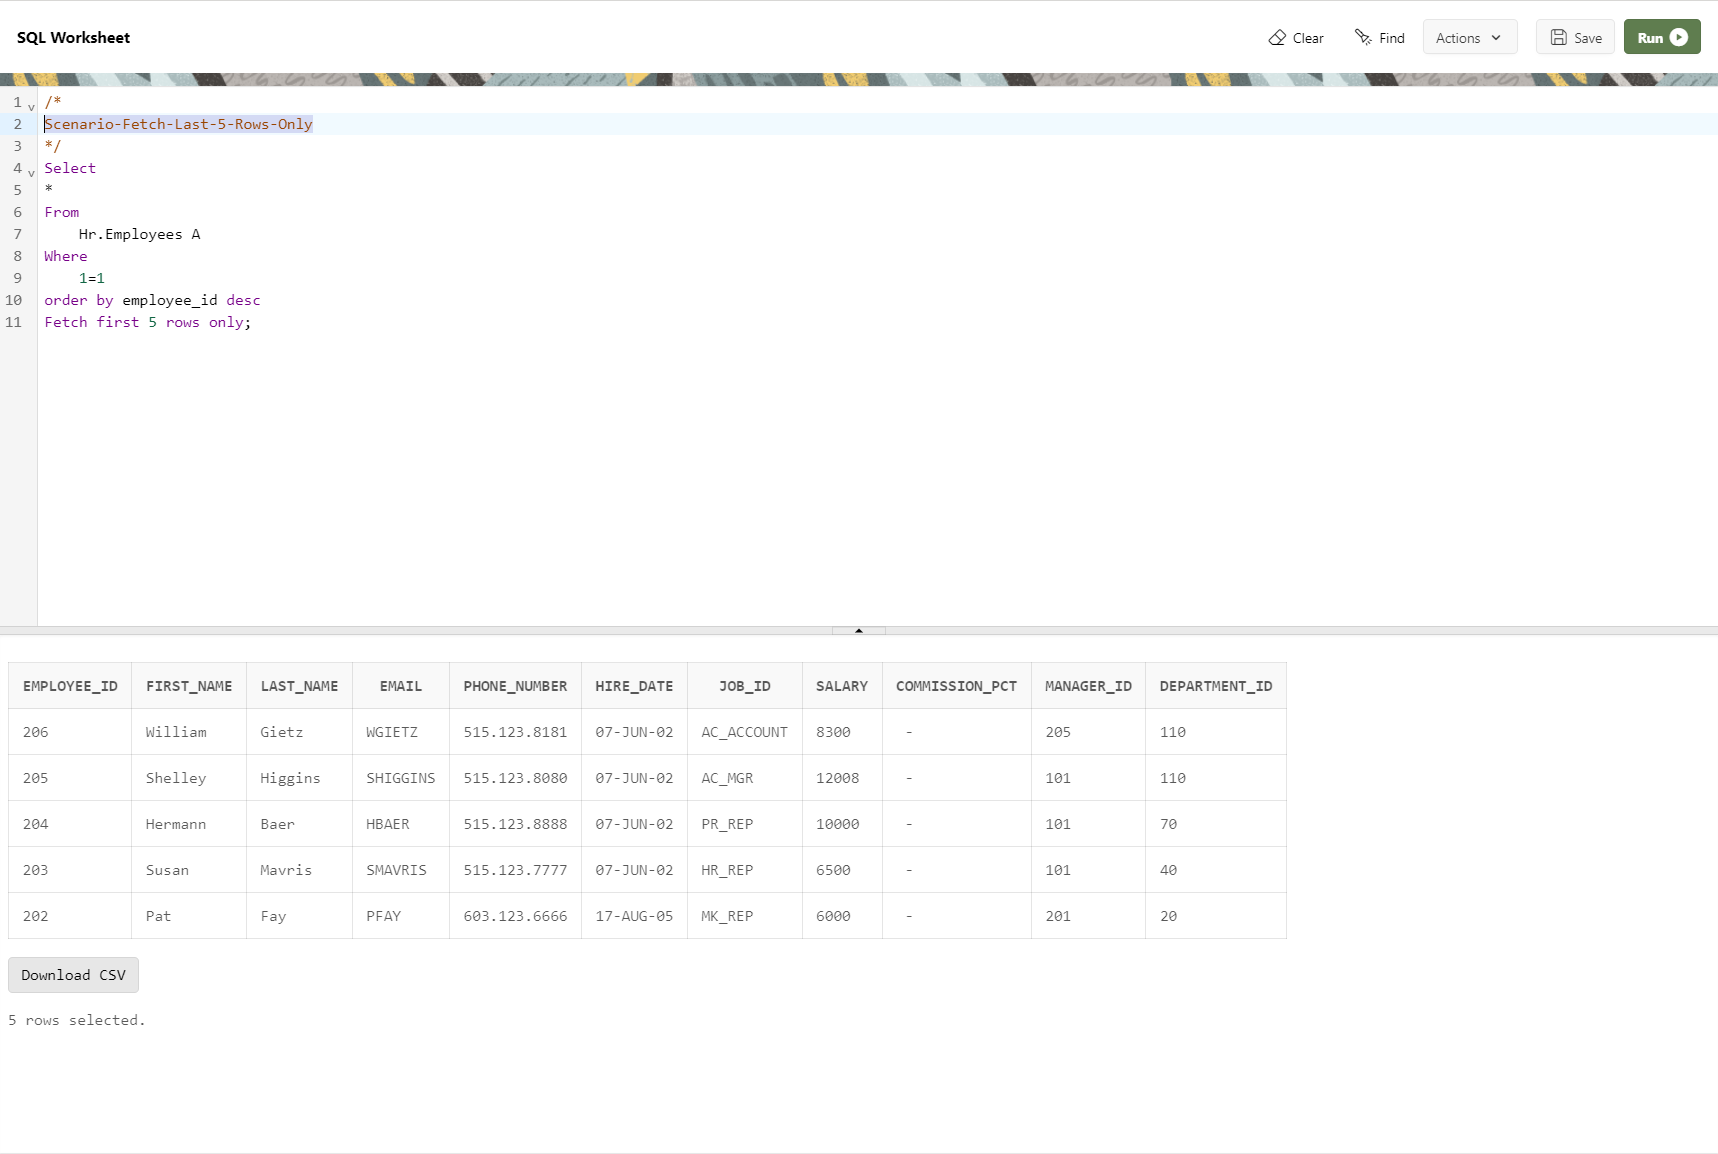 SQL Worksheet
Clear
Find
Actions
Save
Run
1 /*
2 Scenario-Fetch-Last-5-Rows-Only
3 */
4 Select
5 *
6 From
7 Hr.Employees A
8 Where
9 1=1
10 order by employee_id desc
11 Fetch first 5 rows only;
EMPLOYEE_ID FIRST_NAME LAST_NAME EMAIL PHONE_NUMBER HIRE_DATE JOB_ID SALARY COMMISSION_PCT MANAGER_ID DEPARTMENT_ID
206 William Gietz WGIETZ 515.123.8181 07-JUN-02 AC_ACCOUNT 8300 - 205 110
205 Shelley Higgins SHIGGINS 515.123.8080 07-JUN-02 AC_MGR 12008 - 101 110
204 Hermann Baer HBAER 515.123.8888 07-JUN-02 PR_REP 10000 - 101 70
203 Susan Mavris SMAVRIS 515.123.7777 07-JUN-02 HR_REP 6500 - 101 40
202 Pat Fay PFAY 603.123.6666 17-AUG-05 MK_REP 6000 - 201 20
Download CSV
5 rows selected.